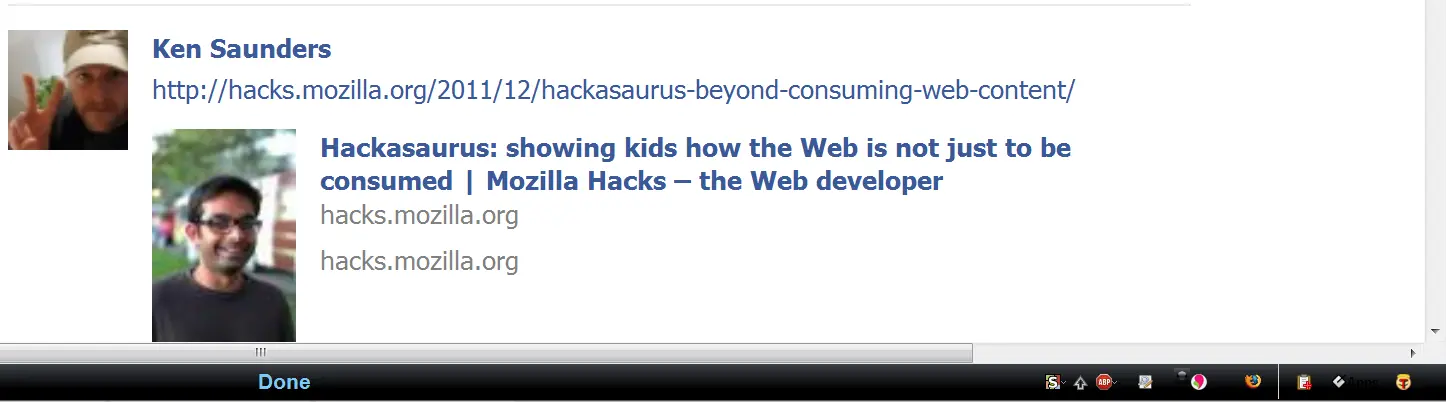 Ken Saunders
http://hacks.mozilla.org/2011/12/hackasaurus-beyond-consuming-web-content/
Hackasaurus: showing kids how the Web is not just to be
consumed | Mozilla Hacks – the Web developer
hacks.mozilla.org
hacks.mozilla.org
Done ABP Apps